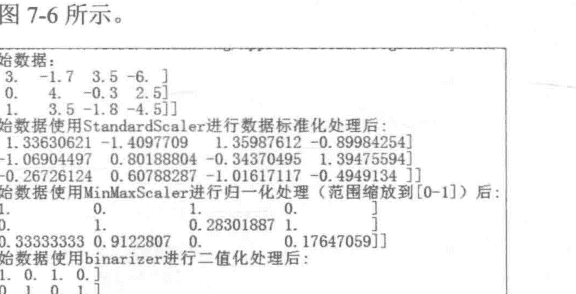 图 7-6 所示。
始数据:
3. -1.7 3.5 -6. ]
0. 4. -0.3 2.5]
1. 3.5 -1.8 -4.5]]
始数据使用StandardScaler进行数据标准化处理后:
1.33630621 -1.4097709 1.35987612 -0.89984254]
-1.06904497 0.80188804 -0.34370495 1.39475594]
-0.26726124 0.60788287 -1.01617117 -0.4949134 ]]
始数据使用MinMaxScaler进行归一化处理（范围缩放到[0-1]）后:
1. 0. 1. 0. ]
0. 1. 0.28301887 1. ]
0.33333333 0.9122807 0. 0.17647059]]
始数据使用binarizer进行二值化处理后:
1. 0. 1. 0.]
0. 1. 0. 1.]